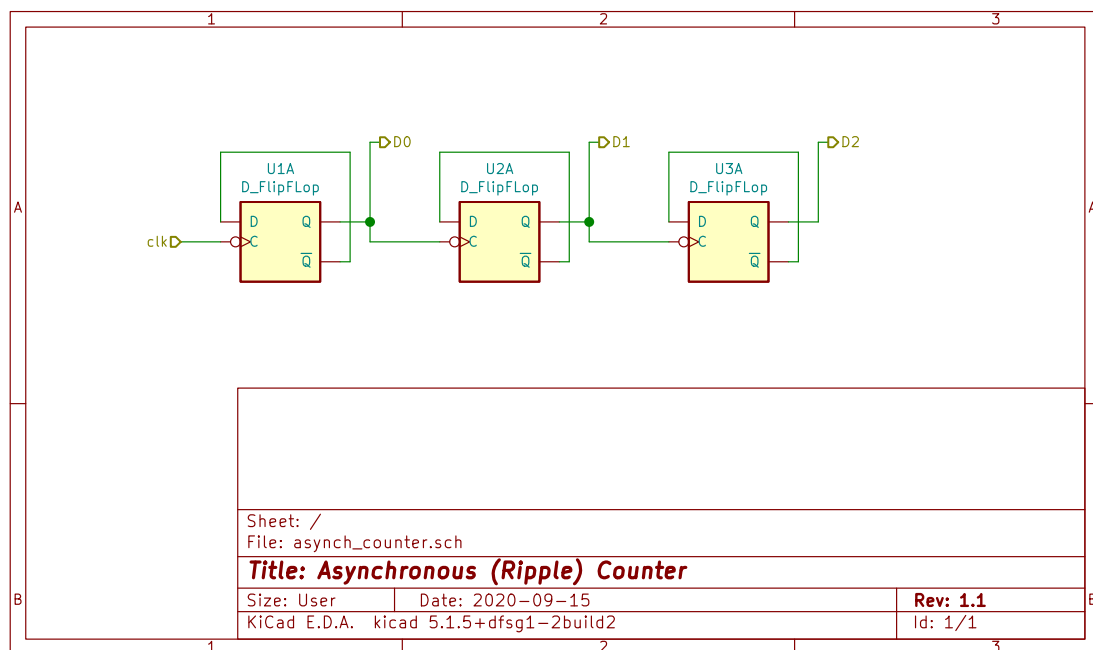 1 2 3
D0 D1 D2
U1A U2A U3A
D_FlipFLop D_FlipFLop D_FlipFLop
A A
D Q D Q D Q
clk C C C
Q Q Q
Sheet: /
File: asynch_counter.sch
Title: Asynchronous (Ripple) Counter
B Size: User Date: 2020-09-15 Rev: 1.1 B
KiCad E.D.A. kicad 5.1.5+dfsg1-2build2 Id: 1/1
1 2 3